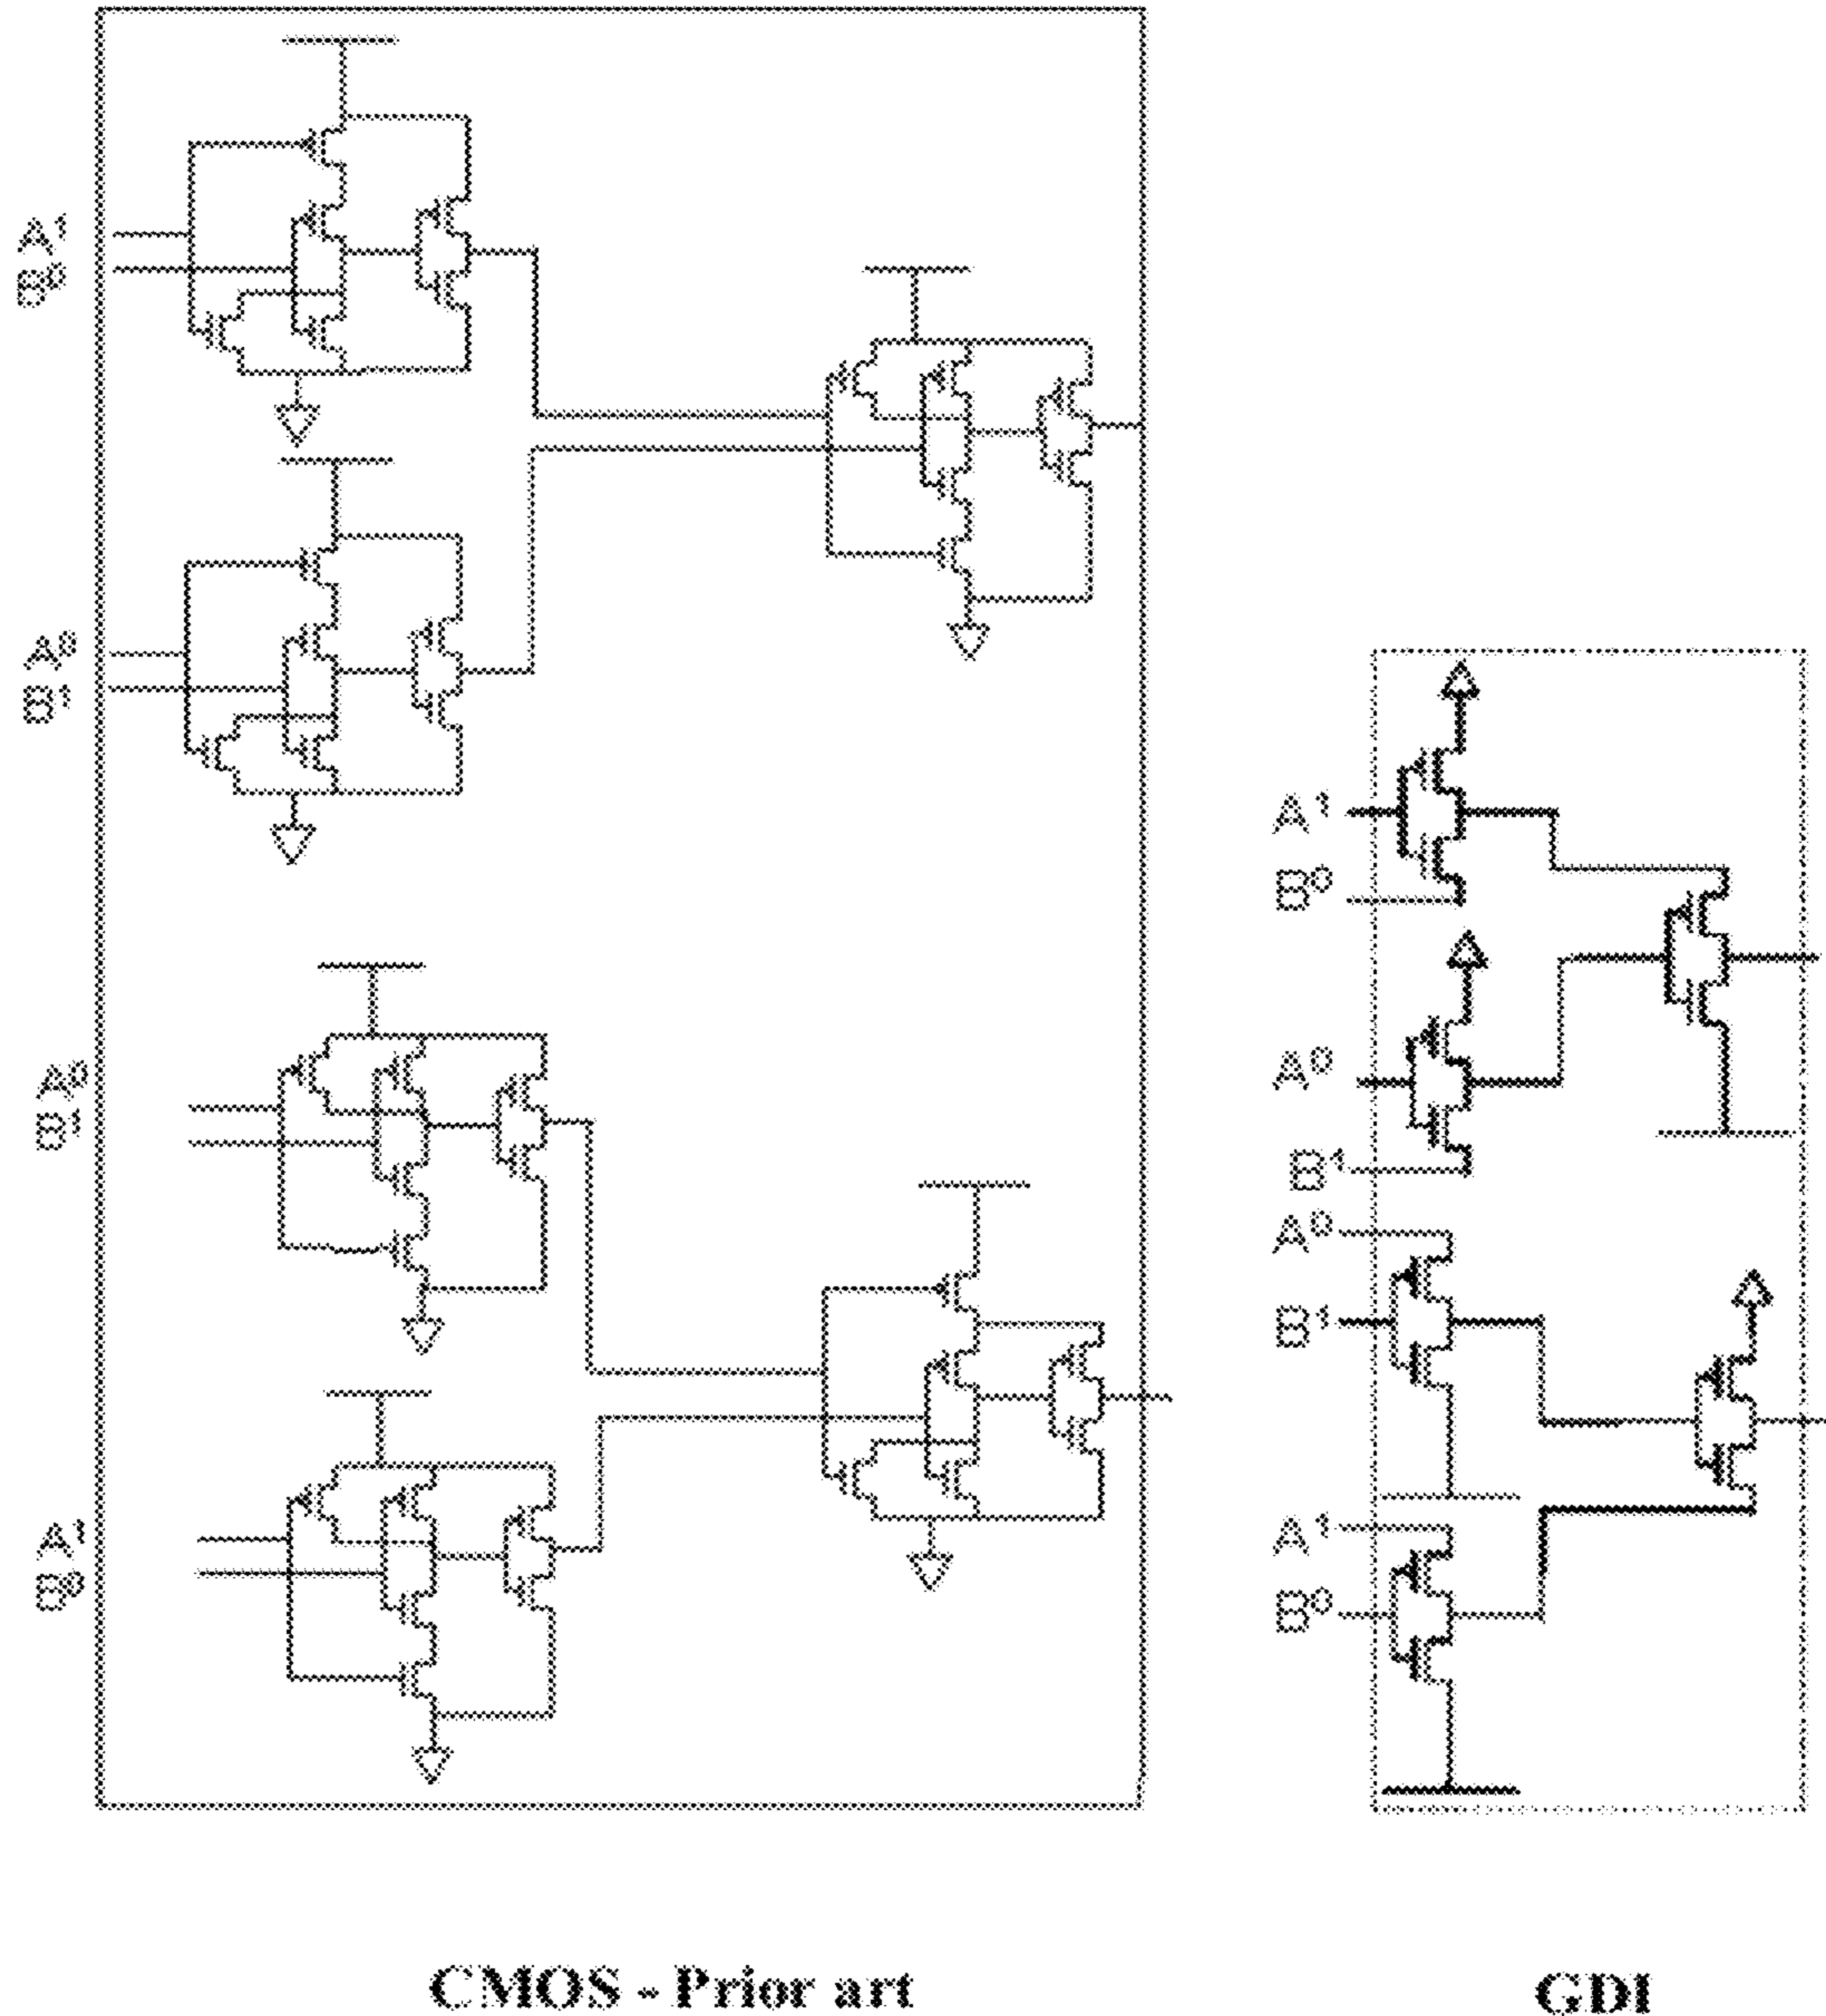 A¹
B⁰
A⁰
B¹
A⁰
B¹
A¹
B⁰
A¹
B⁰
A⁰
B¹
A⁰
B¹
A¹
B⁰
CMOS - Prior art
GDI